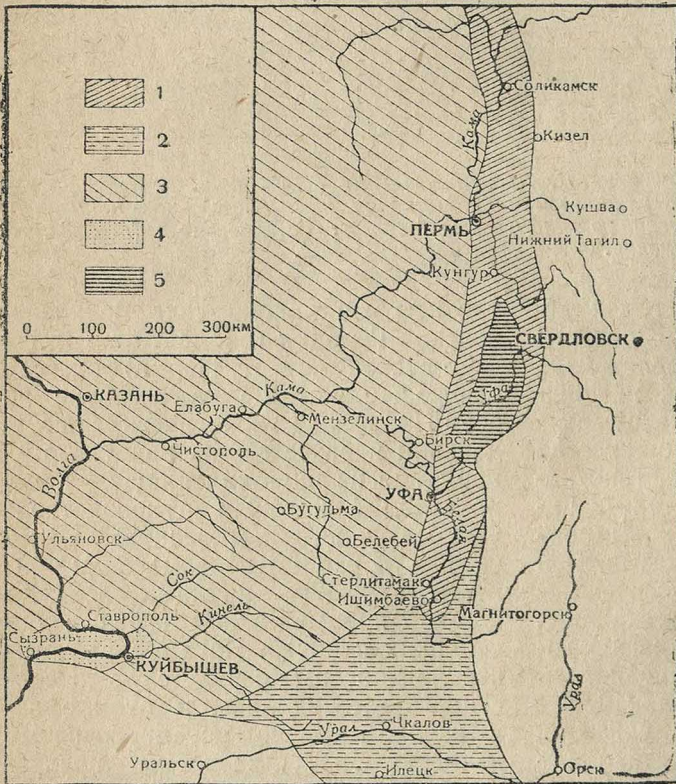 1
2
3
4
5
0 100 200 300км
Соликамск
Кама
Кизел
Кушва
ПЕРМЬ
Нижний Тагил
Кунгур
СВЕРДЛОВСК
КАЗАНЬ
Елабуга
Кама
Мензелинск
Уфа
Чистополь
Бирск
Волга
УФА
Белая
Бугульма
Ульяновск
Белебей
Сок
Стерлитамак
Ишимбаево
Кинель
Магнитогорск
Ставрополь
Сызрань
КУЙБЫШЕВ
Урал
Урал
Чкалов
Уральск
Илецк
Орск